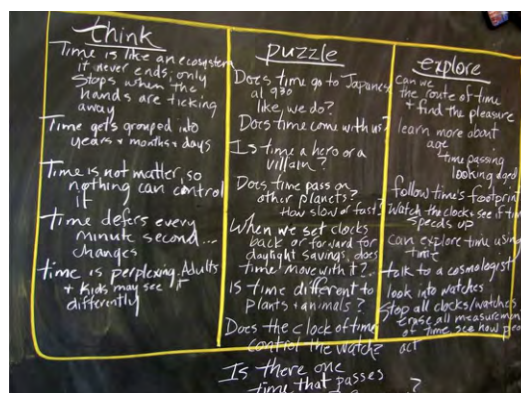 think
Time is like an ecosystem
it never ends; only
stops when the
hands are ticking
away
Time gets grouped into
years + months + days
Time is not matter, so
nothing can control
it
Time defers every
minute second...
changes
time is perplexing. Adults
+ kids may see it
differently
puzzle
Does time go to Japanese
at 9:30
like, we do?
Does time come with us?
Is time a hero or a
villain?
Does time pass on
other planets?
How slow or fast?
When we set clocks
back or forward for
daylight savings, does
time move with it?..
Is time different to
plants + animals?
Does the clock of time
control the watch?
Is there one
time that passes
?
explore
can we
the route of time
+ find the pleasure
learn more about
age
time passing
looking aged
follow time's footprint
Watch the clocks see if time
speeds up
can explore time using
time
talk to a cosmologist
look into watches
Stop all clocks/watches
erase all measurement
of time, see how
act